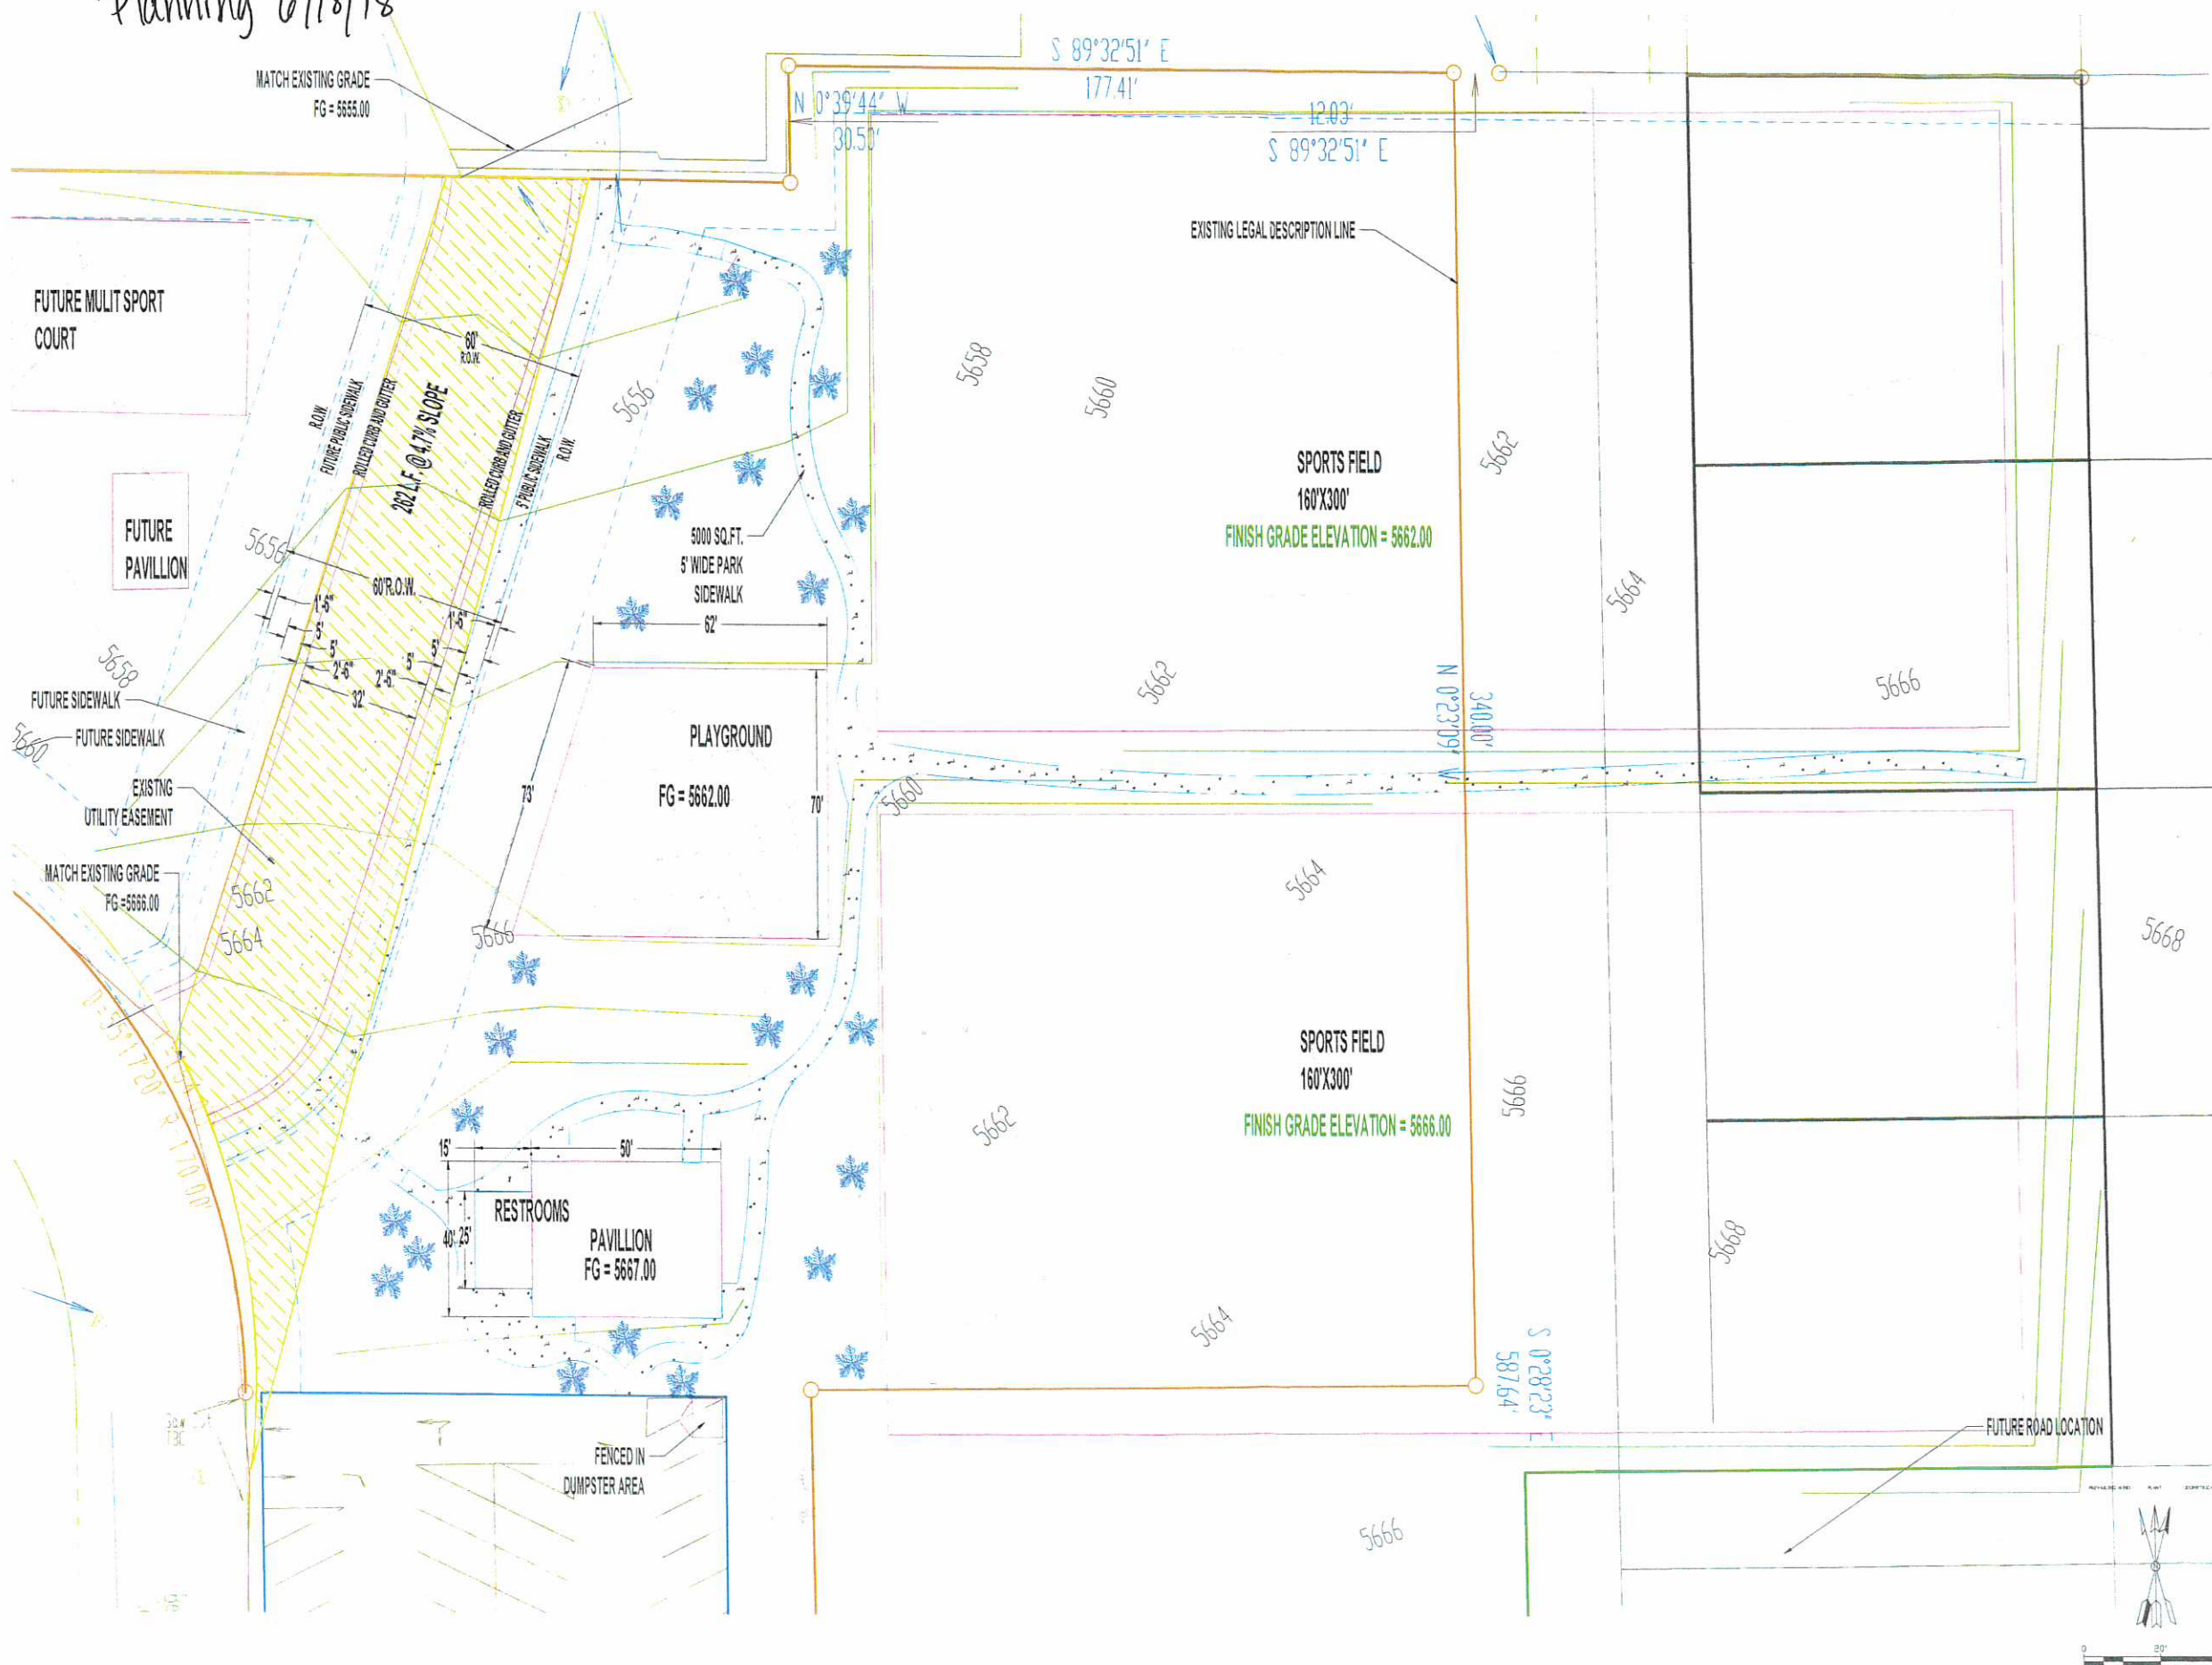 Planning 6/18/18
MATCH EXISTING GRADE
FG = 5655.00
S 89°32'51" E
177.41'
N 0°39'44" W
30.50'
12.03'
S 89°32'51" E
EXISTING LEGAL DESCRIPTION LINE
FUTURE MULIT SPORT
COURT
60'
R.O.W.
R.O.W.
FUTURE PUBLIC SIDEWALK
ROLLED CURB AND GUTTER
262 L.F. @ 4.7% SLOPE
ROLLED CURB AND GUTTER
5' PUBLIC SIDEWALK
R.O.W.
5656
5658
5660
5662
SPORTS FIELD
160'X300'
FINISH GRADE ELEVATION = 5662.00
FUTURE
PAVILLION
5656
5000 SQ.FT.
5' WIDE PARK
SIDEWALK
62'
60' R.O.W.
1'-6"
5'
5'
2'-6"
32'
2'-6"
5'
5'
1'-6"
5664
5658
FUTURE SIDEWALK
5660
FUTURE SIDEWALK
EXISTNG
UTILITY EASEMENT
PLAYGROUND
FG = 5662.00
73'
70'
5662
N 0°23'09" W
340.00'
5666
5660
MATCH EXISTING GRADE
FG =5666.00
5662
5664
5666
5664
5668
R 170.00
SPORTS FIELD
160'X300'
FINISH GRADE ELEVATION = 5666.00
5662
5666
15'
50'
40'
25'
RESTROOMS
PAVILLION
FG = 5667.00
5668
5664
S 0°28'23" E
587.64'
FENCED IN
DUMPSTER AREA
FUTURE ROAD LOCATION
5666
0
20'